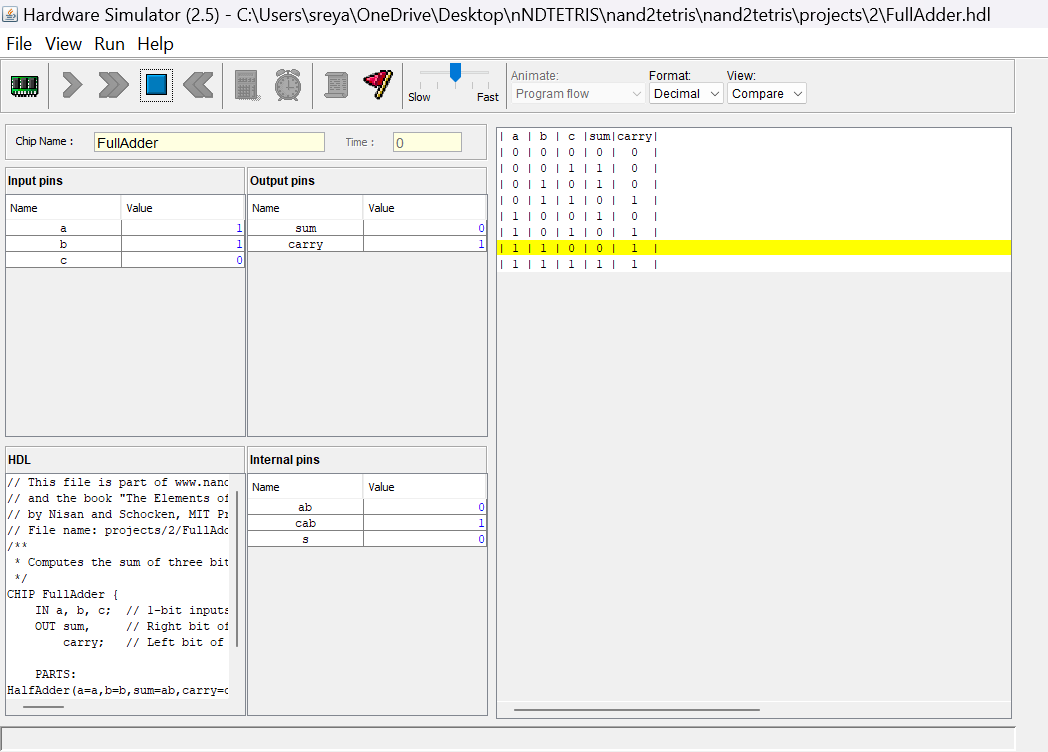 Hardware Simulator (2.5) - C:\Users\sreya\OneDrive\Desktop\nNDTETRIS\nand2tetris\nand2tetris\projects\2\FullAdder.hdl
File View Run Help
Slow Fast
Animate: Format: View:
Program flow Decimal Compare
Chip Name : FullAdder Time : 0
Input pins
Name Value
a 1
b 1
c 0
Output pins
Name Value
sum 0
carry 1
| a | b | c |sum|carry|
| 0 | 0 | 0 | 0 | 0 |
| 0 | 0 | 1 | 1 | 0 |
| 0 | 1 | 0 | 1 | 0 |
| 0 | 1 | 1 | 0 | 1 |
| 1 | 0 | 0 | 1 | 0 |
| 1 | 0 | 1 | 0 | 1 |
| 1 | 1 | 0 | 0 | 1 |
| 1 | 1 | 1 | 1 | 1 |
HDL
// This file is part of www.nand
// and the book "The Elements of
// by Nisan and Schocken, MIT Pr
// File name: projects/2/FullAdd
/**
* Computes the sum of three bit
*/
CHIP FullAdder {
IN a, b, c; // 1-bit inputs
OUT sum, // Right bit of
carry; // Left bit of
PARTS:
HalfAdder(a=a,b=b,sum=ab,carry=c
Internal pins
Name Value
ab 0
cab 1
s 0